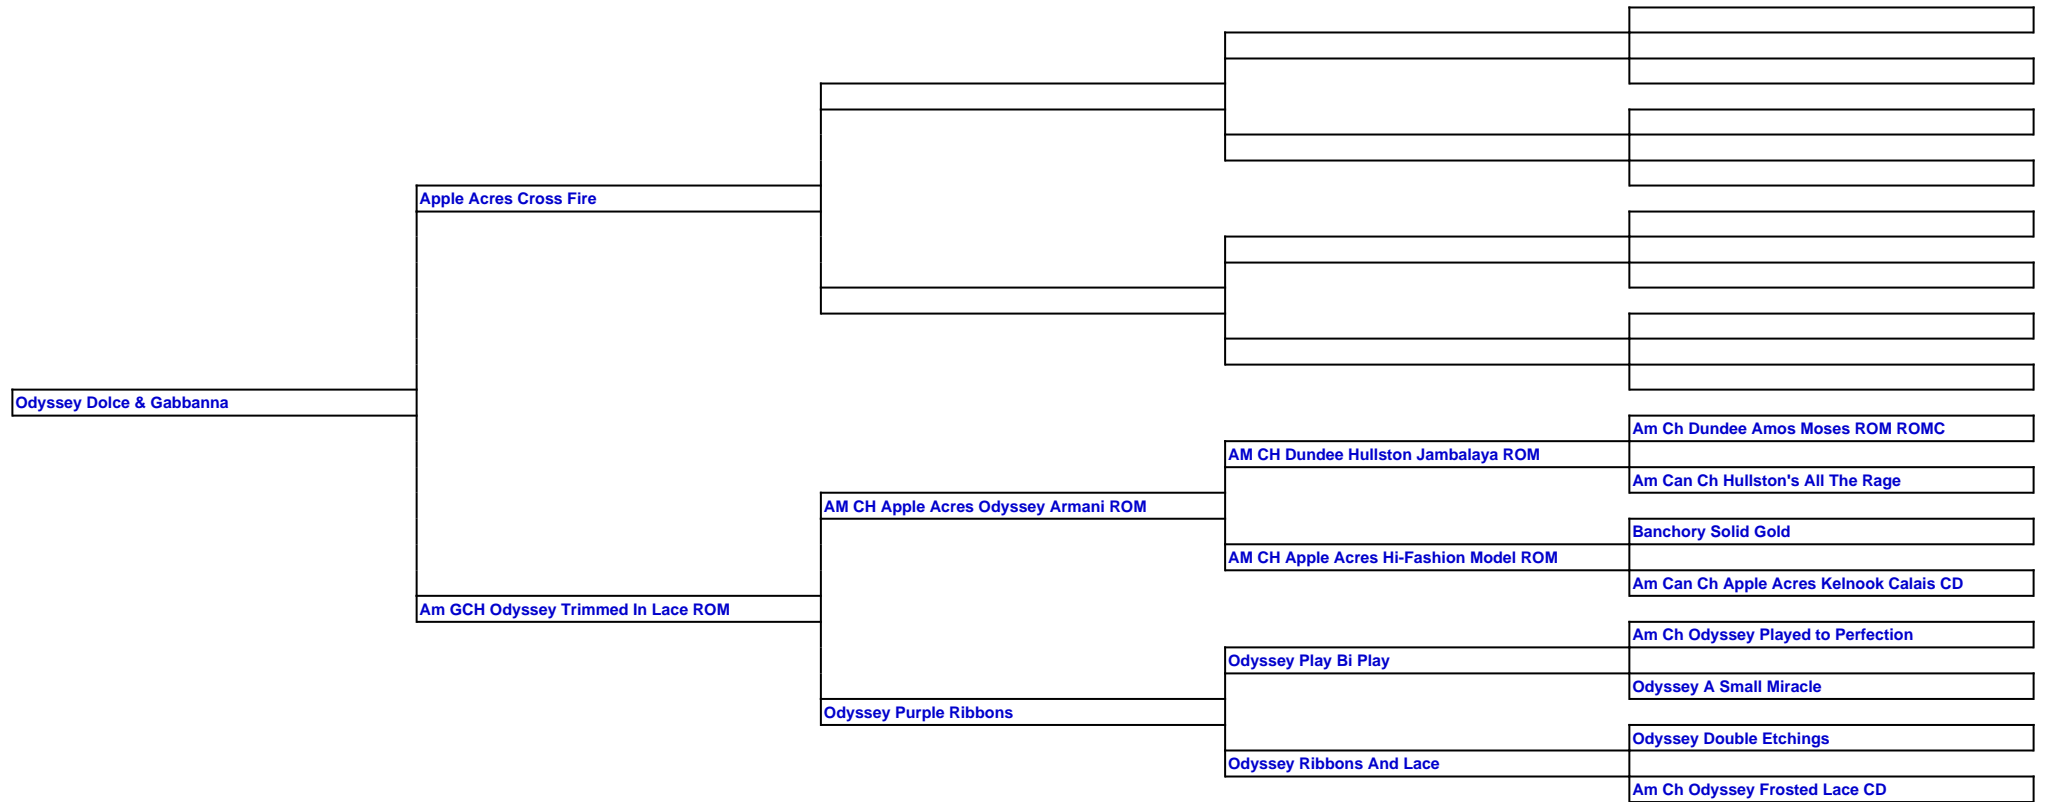 Apple Acres Cross Fire
Odyssey Dolce & Gabbanna
Am Ch Dundee Amos Moses ROM ROMC
AM CH Dundee Hullston Jambalaya ROM
Am Can Ch Hullston's All The Rage
AM CH Apple Acres Odyssey Armani ROM
Banchory Solid Gold
AM CH Apple Acres Hi-Fashion Model ROM
Am Can Ch Apple Acres Kelnook Calais CD
Am GCH Odyssey Trimmed In Lace ROM
Am Ch Odyssey Played to Perfection
Odyssey Play Bi Play
Odyssey A Small Miracle
Odyssey Purple Ribbons
Odyssey Double Etchings
Odyssey Ribbons And Lace
Am Ch Odyssey Frosted Lace CD